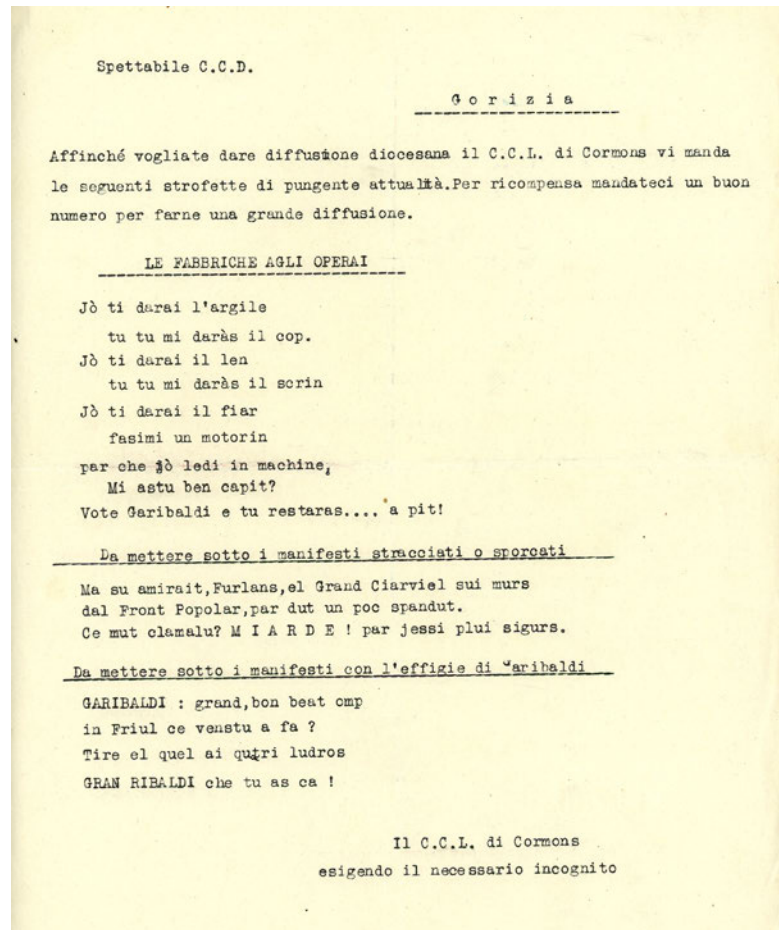 Spettabile C.C.D.
Gorizia
Affinché vogliate dare diffusione diocesana il C.C.L. di Cormons vi manda
le seguenti strofette di pungente attualità.Per ricompensa mandateci un buon
numero per farne una grande diffusione.
LE FABBRICHE AGLI OPERAI
Jò ti darai l'argile
tu tu mi daràs il cop.
Jò ti darai il len
tu tu mi daràs il scrin
Jò ti darai il fiar
fasimi un motorin
par che jò ledi in machine,
Mi astu ben capit?
Vote Garibaldi e tu restaras.... a pit!
Da mettere sotto i manifesti stracciati o sporcati
Ma su amirait,Furlans,el Grand Ciarviel sui murs
dal Front Popolar,par dut un poc spandut.
Ce mut clamalu? M I A R D E ! par jessi plui sigurs.
Da mettere sotto i manifesti con l'effigie di Garibaldi
GARIBALDI : grand,bon beat omp
in Friul ce venstu a fa ?
Tire el quel ai qutri ludros
GRAN RIBALDI che tu as ca !
Il C.C.L. di Cormons
esigendo il necessario incognito